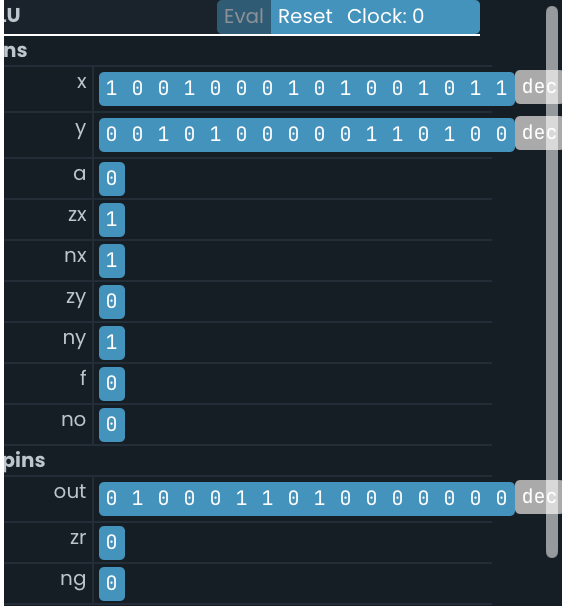 LU Eval Reset Clock: 0
ns
x 1 0 0 1 0 0 0 1 0 1 0 0 1 0 1 1 dec
y 0 0 1 0 1 0 0 0 0 0 1 1 0 1 0 0 dec
a 0
zx 1
nx 1
zy 0
ny 1
f 0
no 0
pins
out 0 1 0 0 0 1 1 0 1 0 0 0 0 0 0 0 dec
zr 0
ng 0